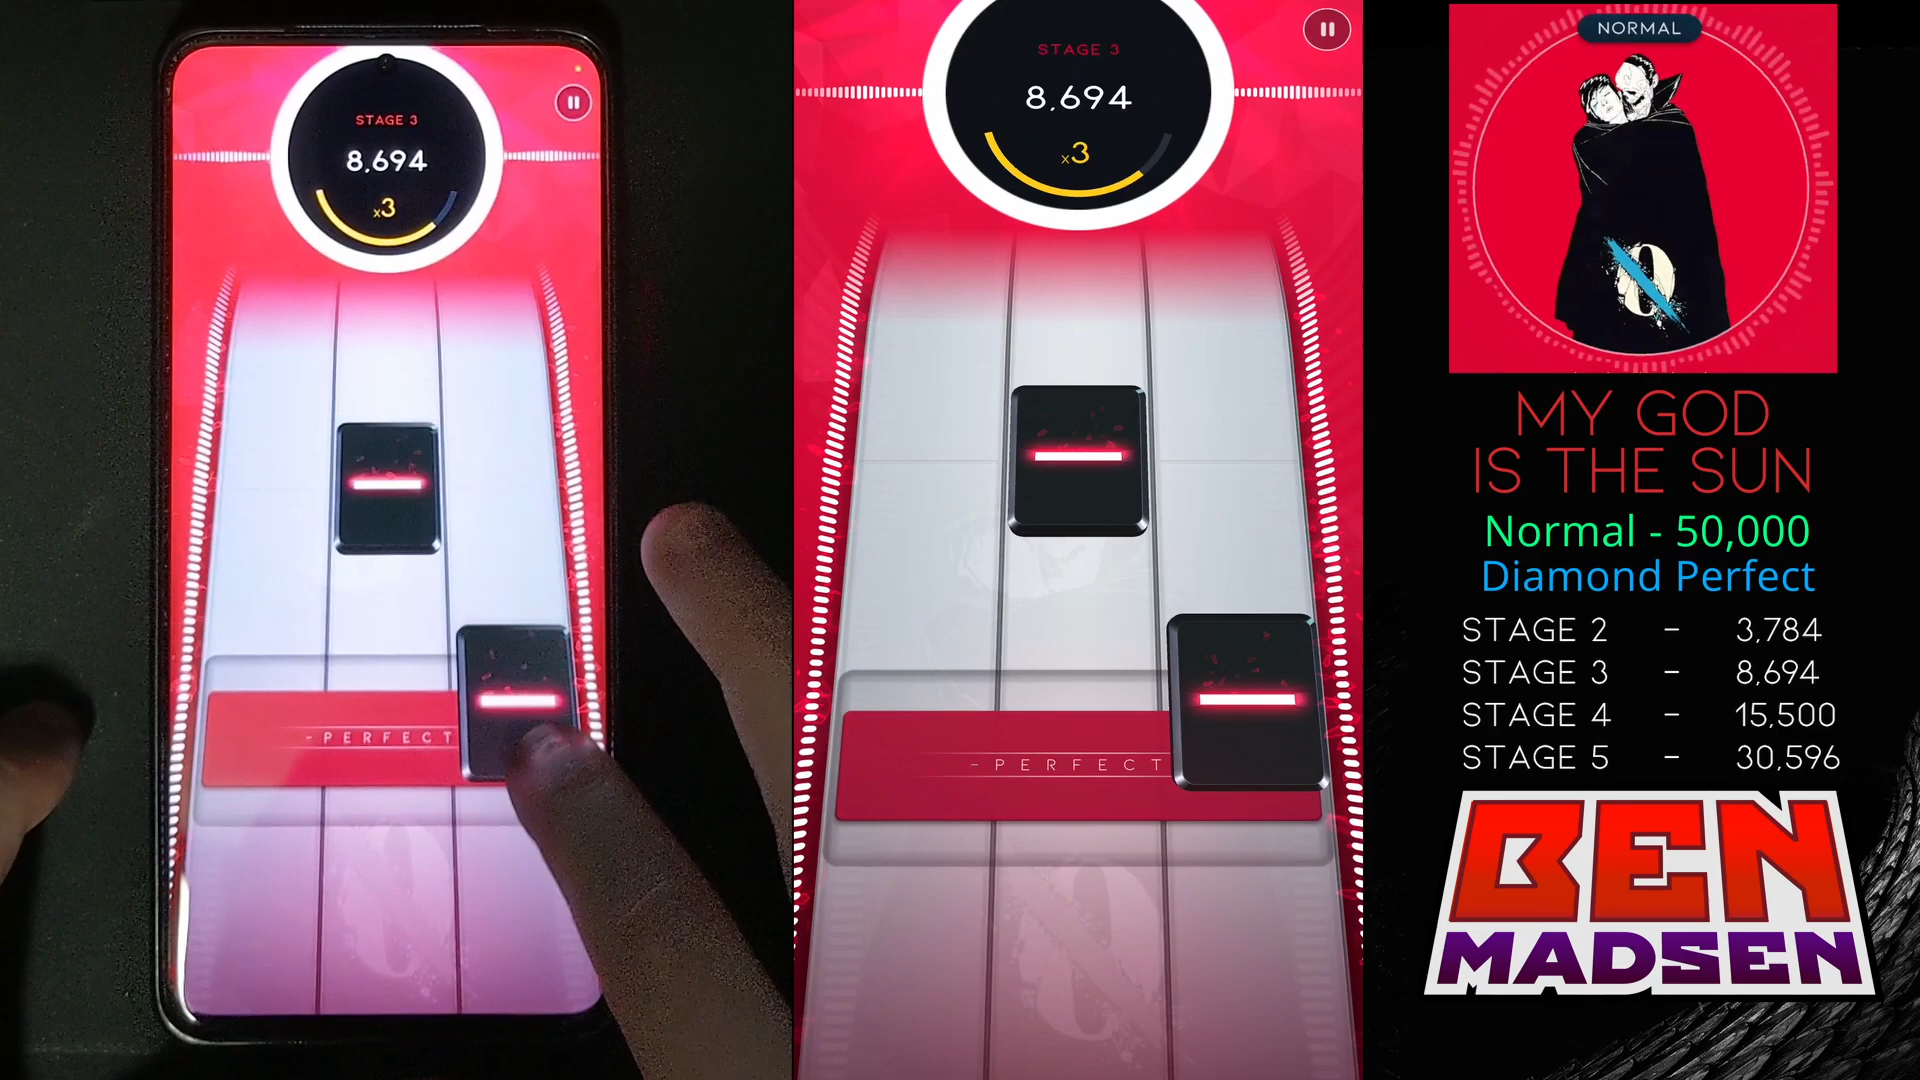 STAGE 3
8,694
x3
- PERFECT
STAGE 3
8,694
x3
- PERFECT
NORMAL
MY GOD
IS THE SUN
Normal - 50,000
Diamond Perfect
STAGE 2 - 3,784
STAGE 3 - 8,694
STAGE 4 - 15,500
STAGE 5 - 30,596
BEN
MADSEN